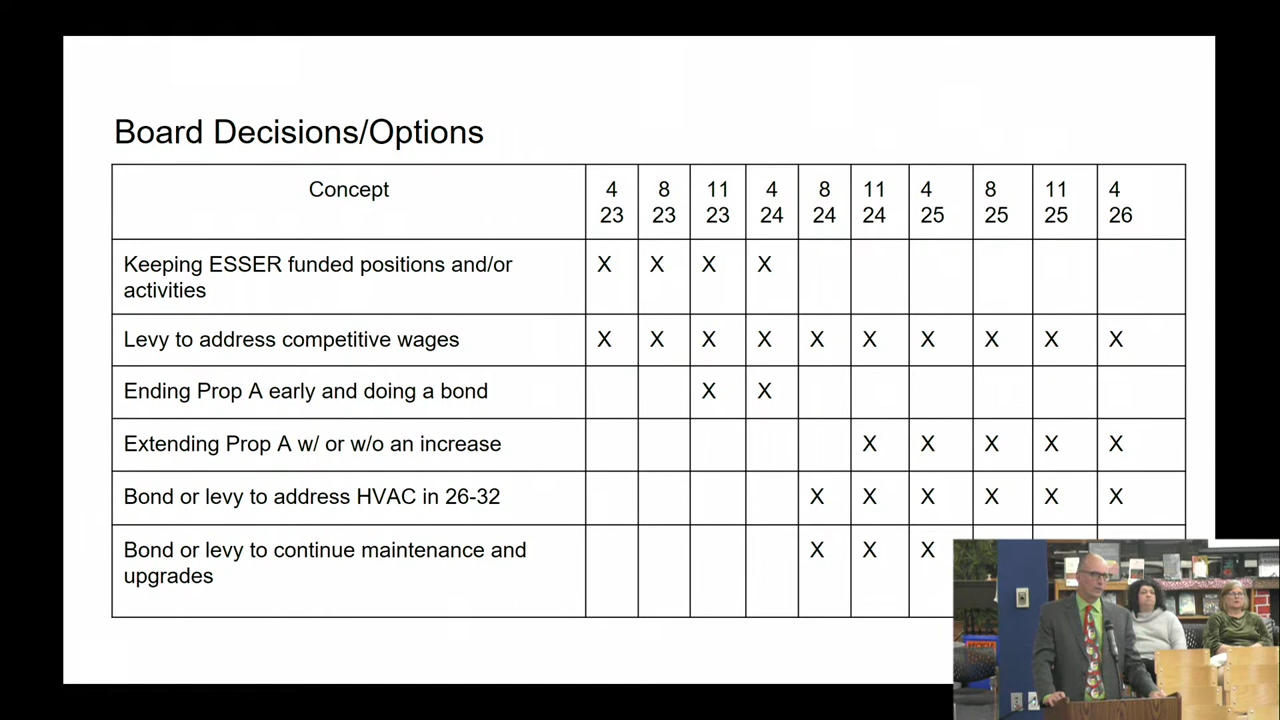 Board Decisions/Options
Concept 4 8 11 4 8 11 4 8 11 4
23 23 23 24 24 24 25 25 25 26
Keeping ESSER funded positions and/or X X X X
activities
Levy to address competitive wages X X X X X X X X X X
Ending Prop A early and doing a bond X X
Extending Prop A w/ or w/o an increase X X X X X
Bond or levy to address HVAC in 26-32 X X X X X X
Bond or levy to continue maintenance and X X X
upgrades